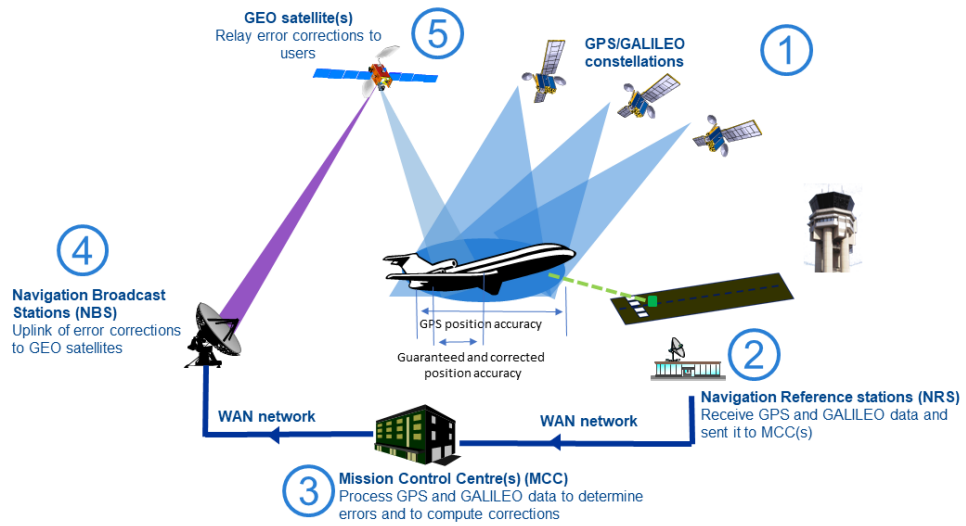 GEO satellite(s)
Relay error corrections to
users
5
GPS/GALILEO
constellations
1
4
Navigation Broadcast
Stations (NBS)
Uplink of error corrections
to GEO satellites
GPS position accuracy
Guaranteed and corrected
position accuracy
2
Navigation Reference stations (NRS)
Receive GPS and GALILEO data and
sent it to MCC(s)
WAN network
WAN network
3
Mission Control Centre(s) (MCC)
Process GPS and GALILEO data to determine
errors and to compute corrections